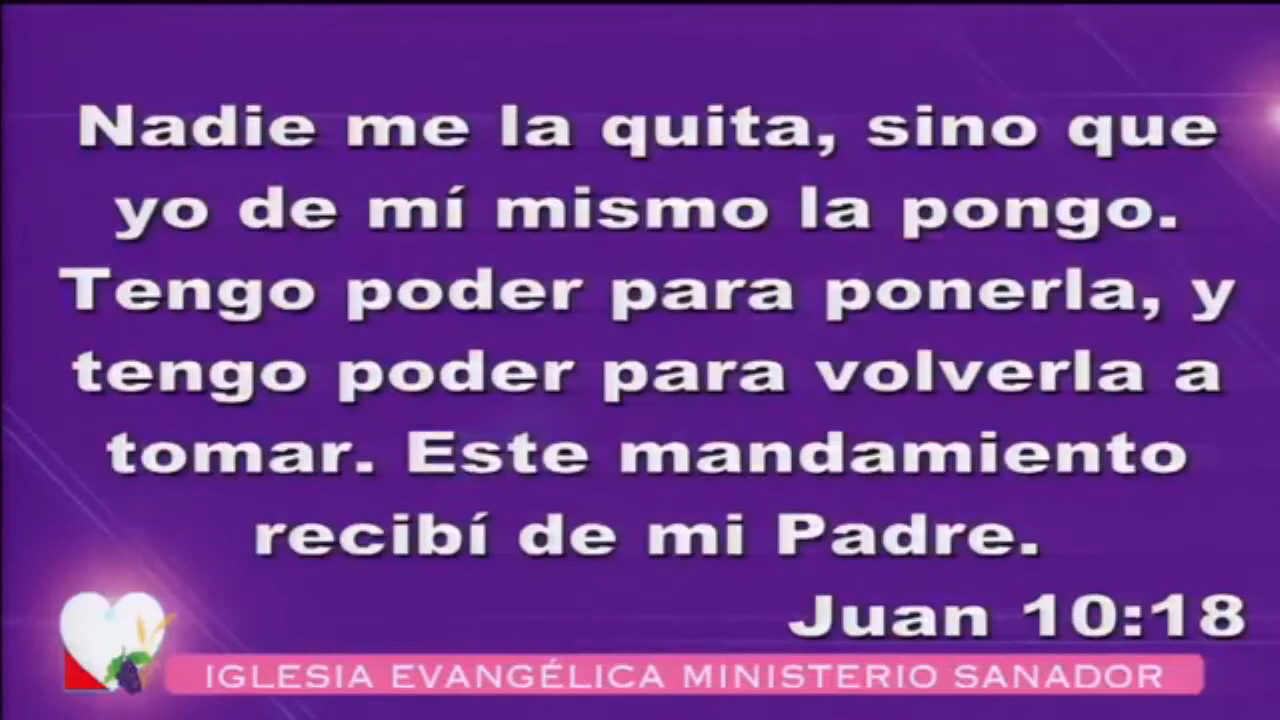 Nadie me la quita, sino que
yo de mí mismo la pongo.
Tengo poder para ponerla, y
tengo poder para volverla a
tomar. Este mandamiento
recibí de mi Padre.
Juan 10:18
IGLESIA EVANGÉLICA MINISTERIO SANADOR